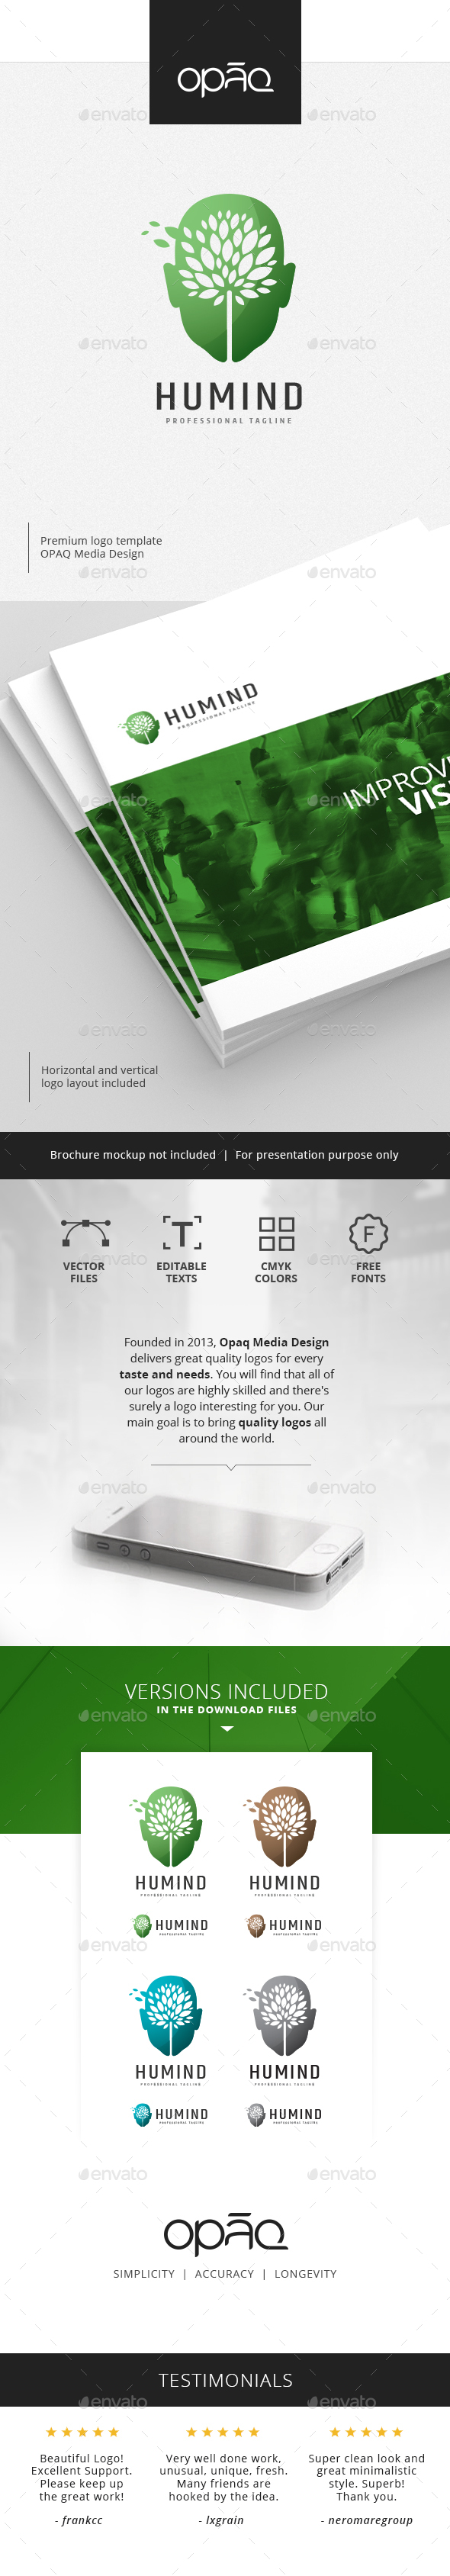 opāq
envato envato
HUMIND
PROFESSIONAL TAGLINE
envato envato
Premium logo template
OPAQ Media Design
envato envato
HUMIND
PROFESSIONAL TAGLINE
IMPROV
VIS
envato envato
envato envato
Horizontal and vertical
logo layout included
Brochure mockup not included | For presentation purpose only
VECTOR
FILES
T
EDITABLE
TEXTS
CMYK
COLORS
F
FREE
FONTS
envato envato
Founded in 2013, Opaq Media Design
delivers great quality logos for every
taste and needs. You will find that all of
our logos are highly skilled and there's
surely a logo interesting for you. Our
main goal is to bring quality logos all
around the world.
envato envato
VERSIONS INCLUDED
IN THE DOWNLOAD FILES
envato envato
HUMIND HUMIND
PROFESSIONAL TAGLINE PROFESSIONAL TAGLINE
HUMIND HUMIND
PROFESSIONAL TAGLINE PROFESSIONAL TAGLINE
envato envato
HUMIND HUMIND
PROFESSIONAL TAGLINE PROFESSIONAL TAGLINE
HUMIND HUMIND
PROFESSIONAL TAGLINE PROFESSIONAL TAGLINE
envato envato
opāq
SIMPLICITY | ACCURACY | LONGEVITY
TESTIMONIALS
envato envato
Beautiful Logo!
Excellent Support.
Please keep up
the great work!
- frankcc
Very well done work,
unusual, unique, fresh.
Many friends are
hooked by the idea.
- lxgrain
Super clean look and
great minimalistic
style. Superb!
Thank you.
- neromaregroup